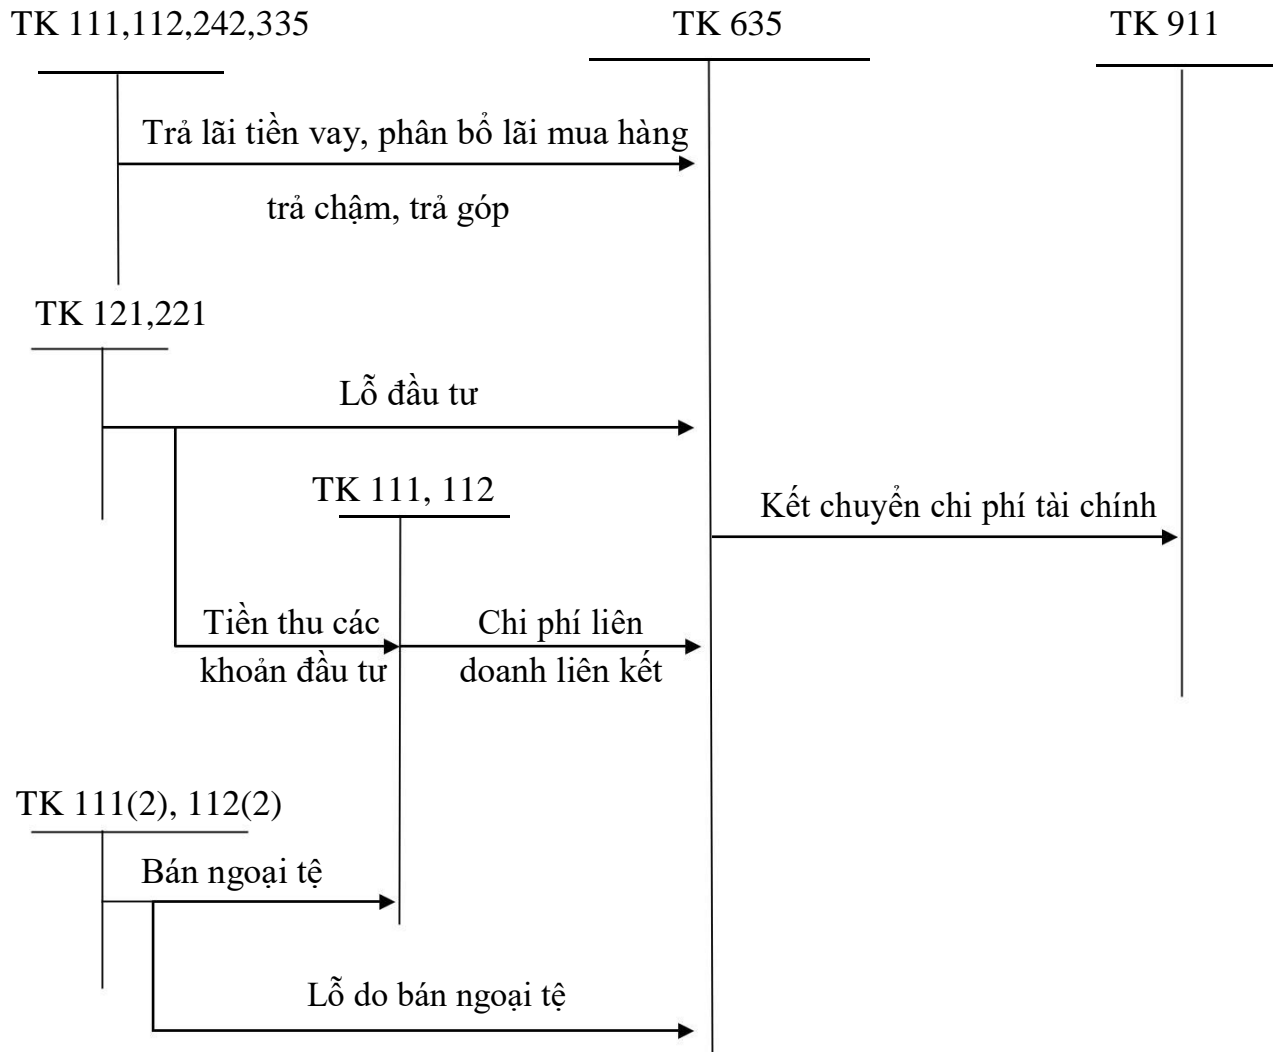 TK 111,112,242,335
TK 635
TK 911
Trả lãi tiền vay, phân bổ lãi mua hàng
trả chậm, trả góp
TK 121,221
Lỗ đầu tư
TK 111, 112
Kết chuyển chi phí tài chính
Tiền thu các
khoản đầu tư
Chi phí liên
doanh liên kết
TK 111(2), 112(2)
Bán ngoại tệ
Lỗ do bán ngoại tệ